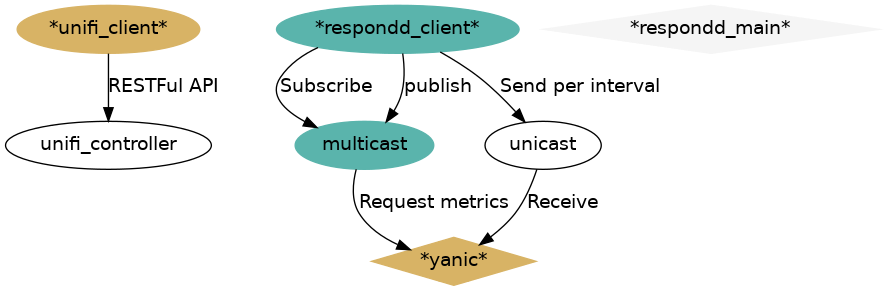 *unifi_client*
*respondd_client*
*respondd_main*
RESTFul API
Subscribe
publish
Send per interval
unifi_controller
multicast
unicast
Request metrics
Receive
*yanic*